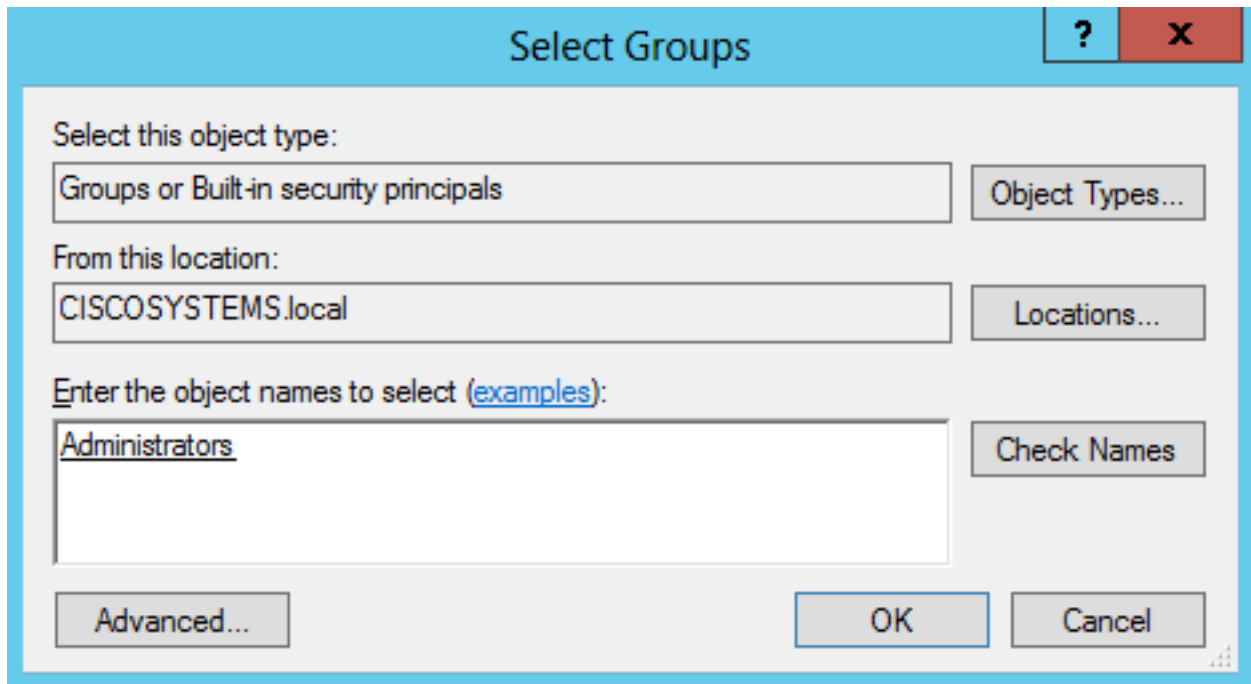 Select Groups
?
x
Select this object type:
Groups or Built-in security principals
Object Types...
From this location:
CISCOSYSTEMS.local
Locations...
Enter the object names to select (examples):
Administrators
Check Names
Advanced...
OK
Cancel